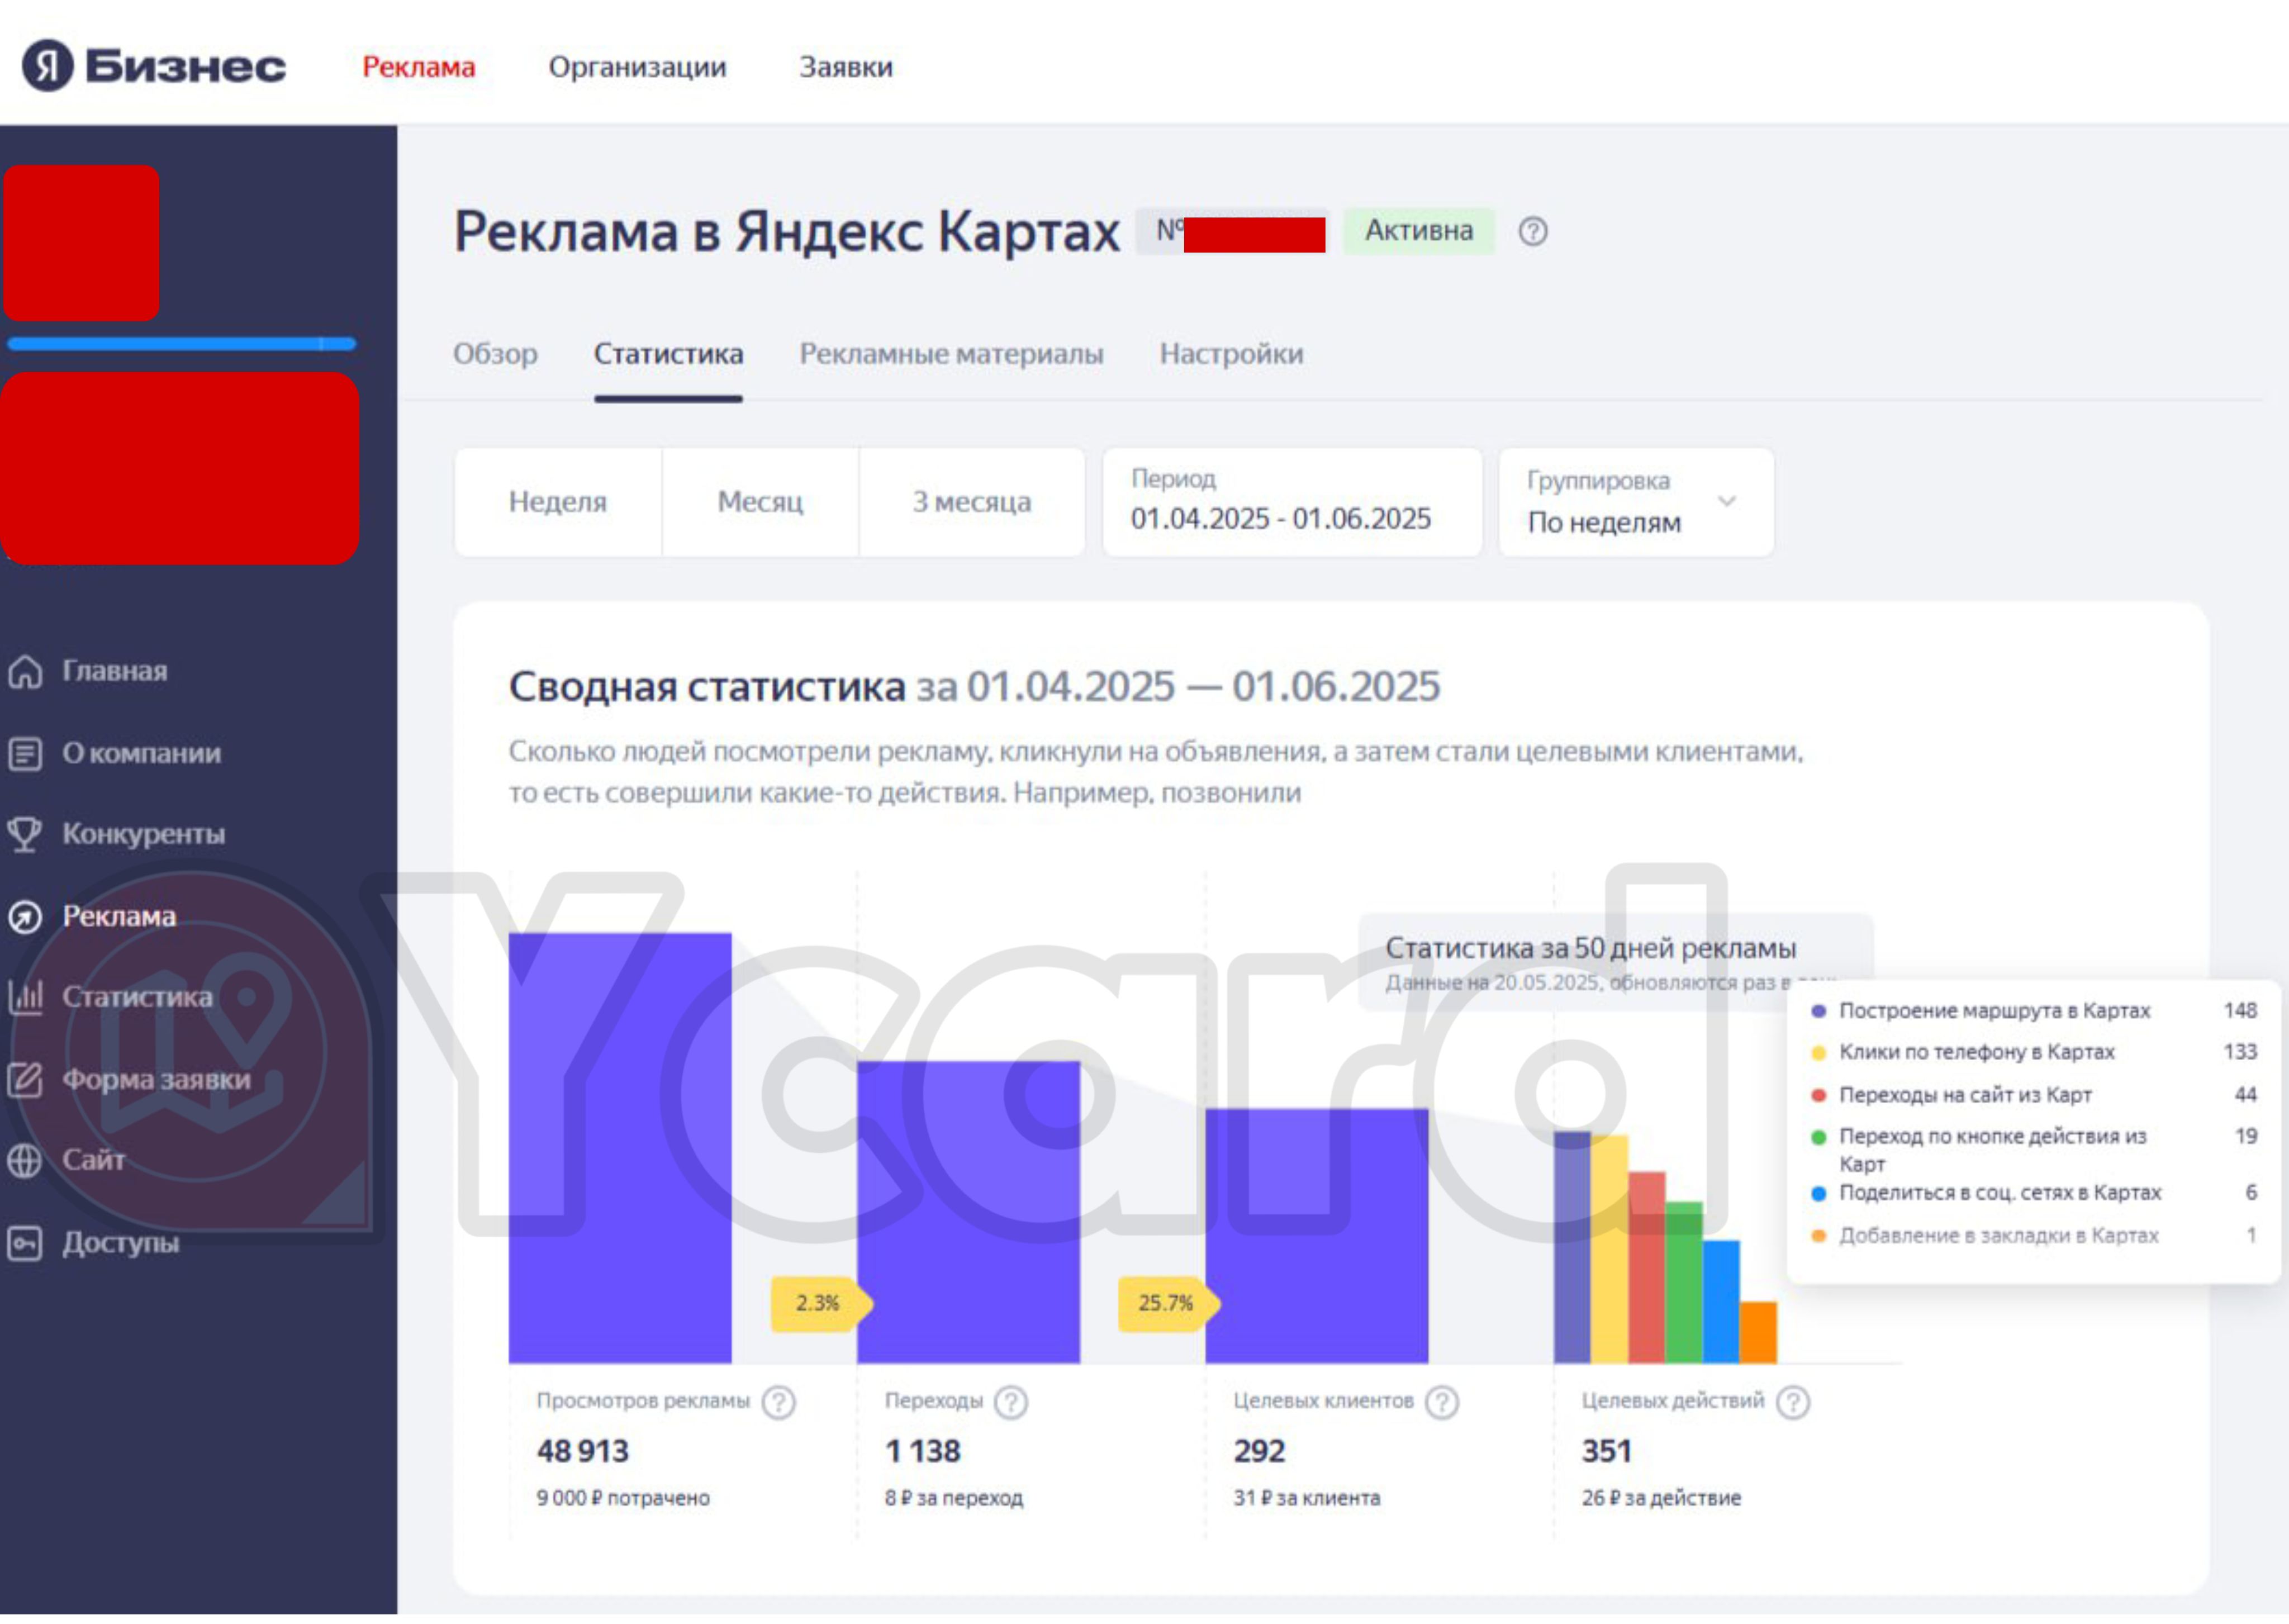 Я Бизнес
Реклама
Организации
Заявки
Реклама в Яндекс Картах
№
Активна
?
Обзор
Статистика
Рекламные материалы
Настройки
Неделя
Месяц
3 месяца
Период
01.04.2025 - 01.06.2025
Группировка
По неделям
Главная
О компании
Конкуренты
Реклама
Статистика
Форма заявки
Сайт
Доступы
Сводная статистика за 01.04.2025 — 01.06.2025
Сколько людей посмотрели рекламу, кликнули на объявления, а затем стали целевыми клиентами,
то есть совершили какие-то действия. Например, позвонили
Статистика за 50 дней рекламы
Данные на 20.05.2025, обновляются раз в
Построение маршрута в Картах 148
Клики по телефону в Картах 133
Переходы на сайт из Карт 44
Переход по кнопке действия из 19
Карт
Поделиться в соц. сетях в Картах 6
Добавление в закладки в Картах 1
Ycard
2.3%
25.7%
Просмотров рекламы ?
48 913
9 000 ₽ потрачено
Переходы ?
1 138
8 ₽ за переход
Целевых клиентов ?
292
31 ₽ за клиента
Целевых действий ?
351
26 ₽ за действие